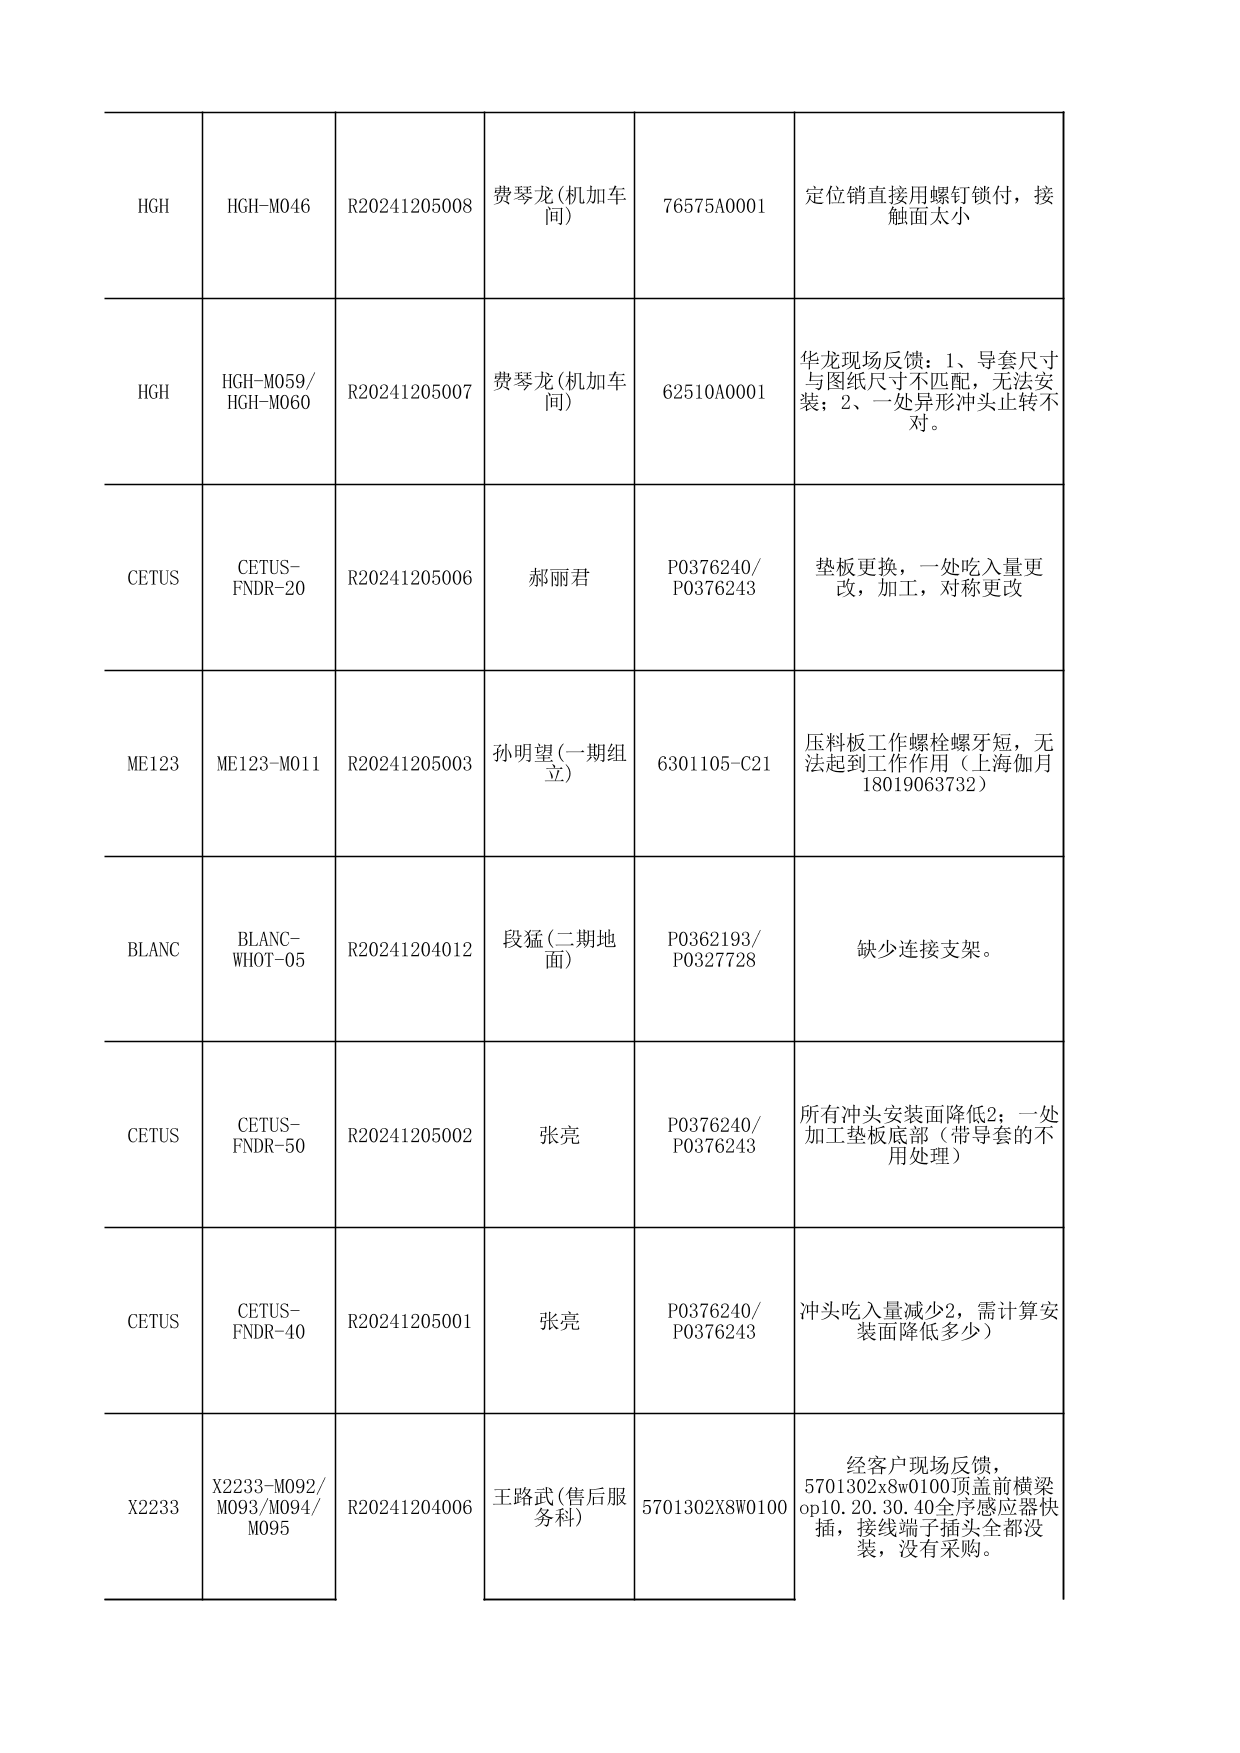 HGH
HGH-M046
R20241205008
费琴龙(机加车
间)
76575A0001
定位销直接用螺钉锁付，接
触面太小
HGH
HGH-M059/
HGH-M060
R20241205007
费琴龙(机加车
间)
62510A0001
华龙现场反馈：1、导套尺寸
与图纸尺寸不匹配，无法安
装；2、一处异形冲头止转不
对。
CETUS
CETUS-
FNDR-20
R20241205006
郝丽君
P0376240/
P0376243
垫板更换，一处吃入量更
改，加工，对称更改
ME123
ME123-M011
R20241205003
孙明望(一期组
立)
6301105-C21
压料板工作螺栓螺牙短，无
法起到工作作用（上海伽月
18019063732）
BLANC
BLANC-
WHOT-05
R20241204012
段猛(二期地
面)
P0362193/
P0327728
缺少连接支架。
CETUS
CETUS-
FNDR-50
R20241205002
张亮
P0376240/
P0376243
所有冲头安装面降低2；一处
加工垫板底部（带导套的不
用处理）
CETUS
CETUS-
FNDR-40
R20241205001
张亮
P0376240/
P0376243
冲头吃入量减少2，需计算安
装面降低多少）
X2233
X2233-M092/
M093/M094/
M095
R20241204006
王路武(售后服
务科)
5701302X8W0100
经客户现场反馈，
5701302x8w0100顶盖前横梁
op10.20.30.40全序感应器快
插，接线端子插头全都没
装，没有采购。